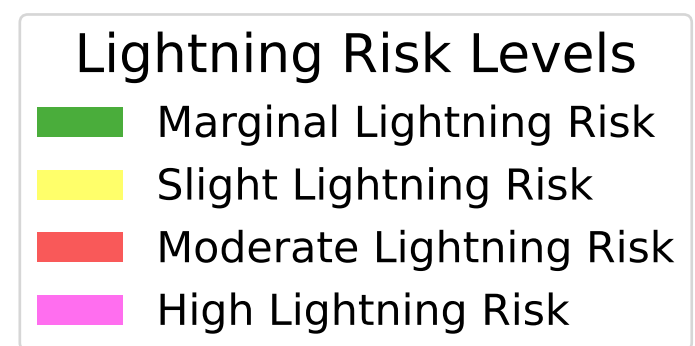 Lightning Risk Levels
Marginal Lightning Risk
Slight Lightning Risk
Moderate Lightning Risk
High Lightning Risk